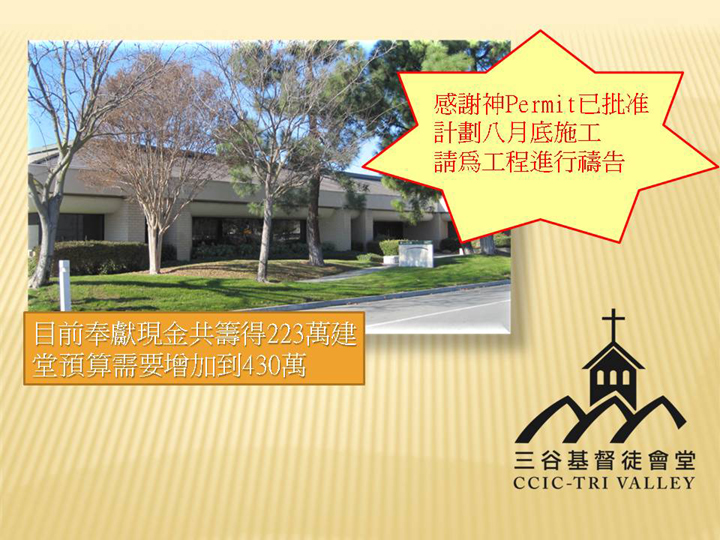 感謝神Permit已批准
計劃八月底施工
請為工程進行禱告
目前奉獻現金共籌得223萬建
堂預算需要增加到430萬
三谷基督徒會堂
CCIC-TRI VALLEY